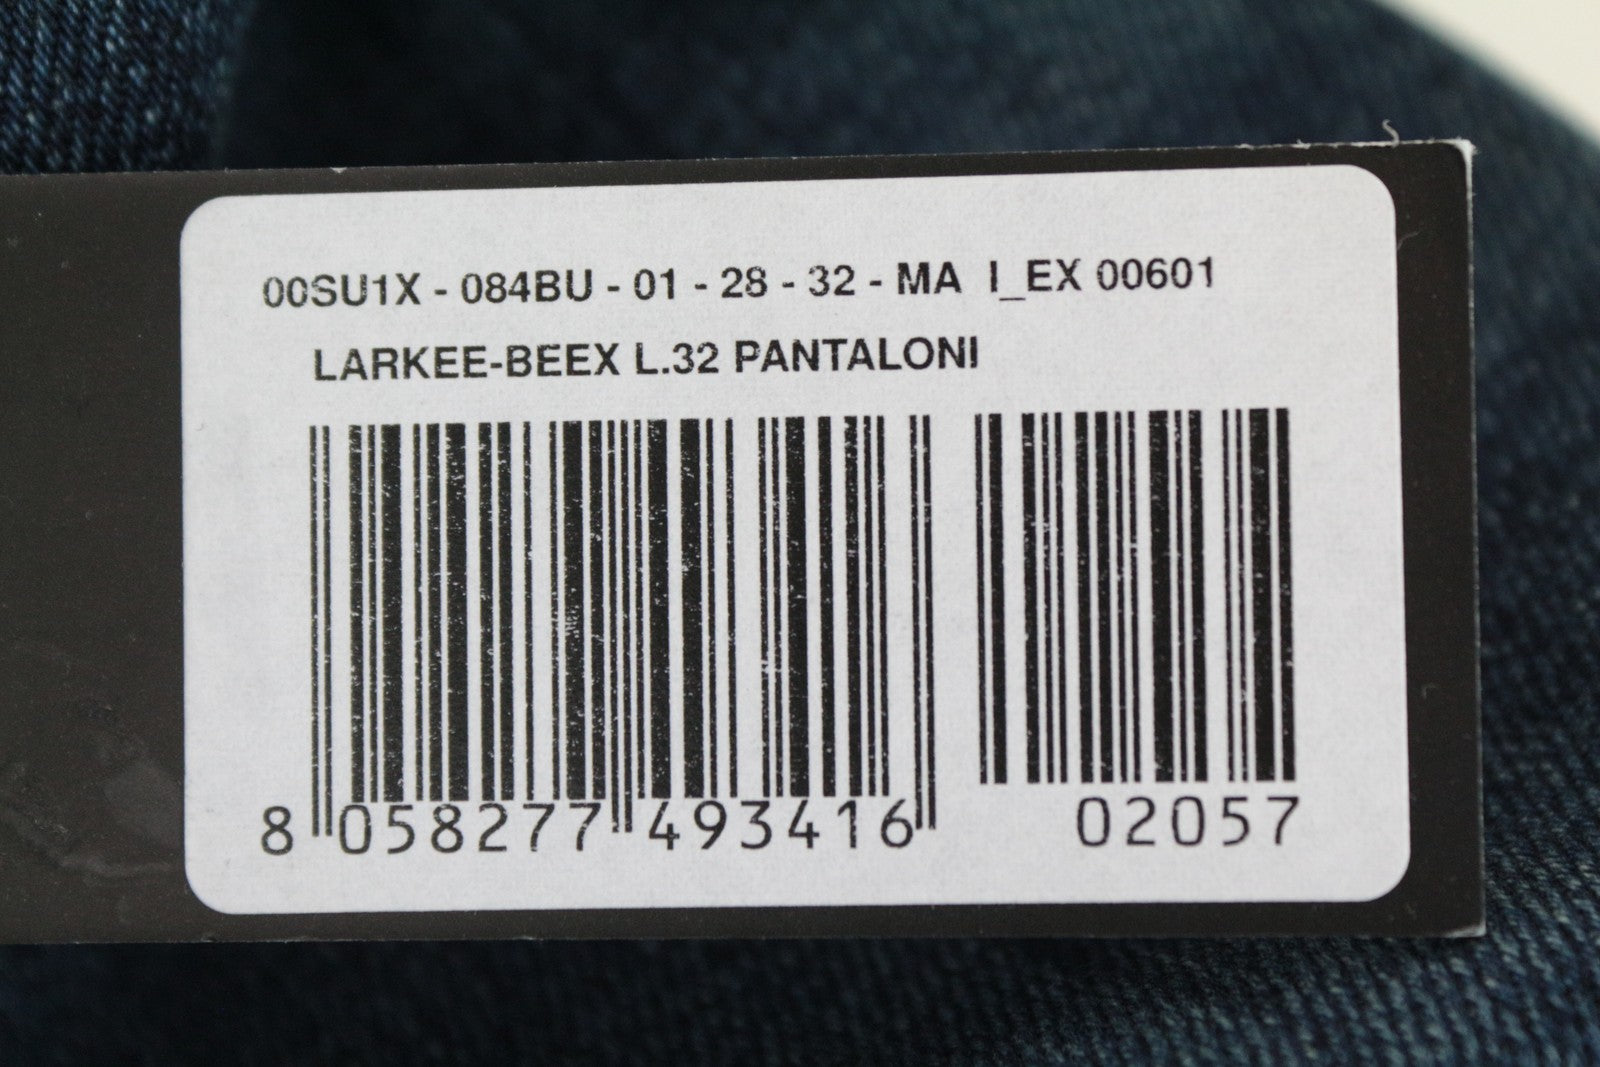 00SU1X - 084BU - 01 - 28 - 32 - MA I_EX 00601
LARKEE-BEEX L.32 PANTALONI
8 058277 493416 02057